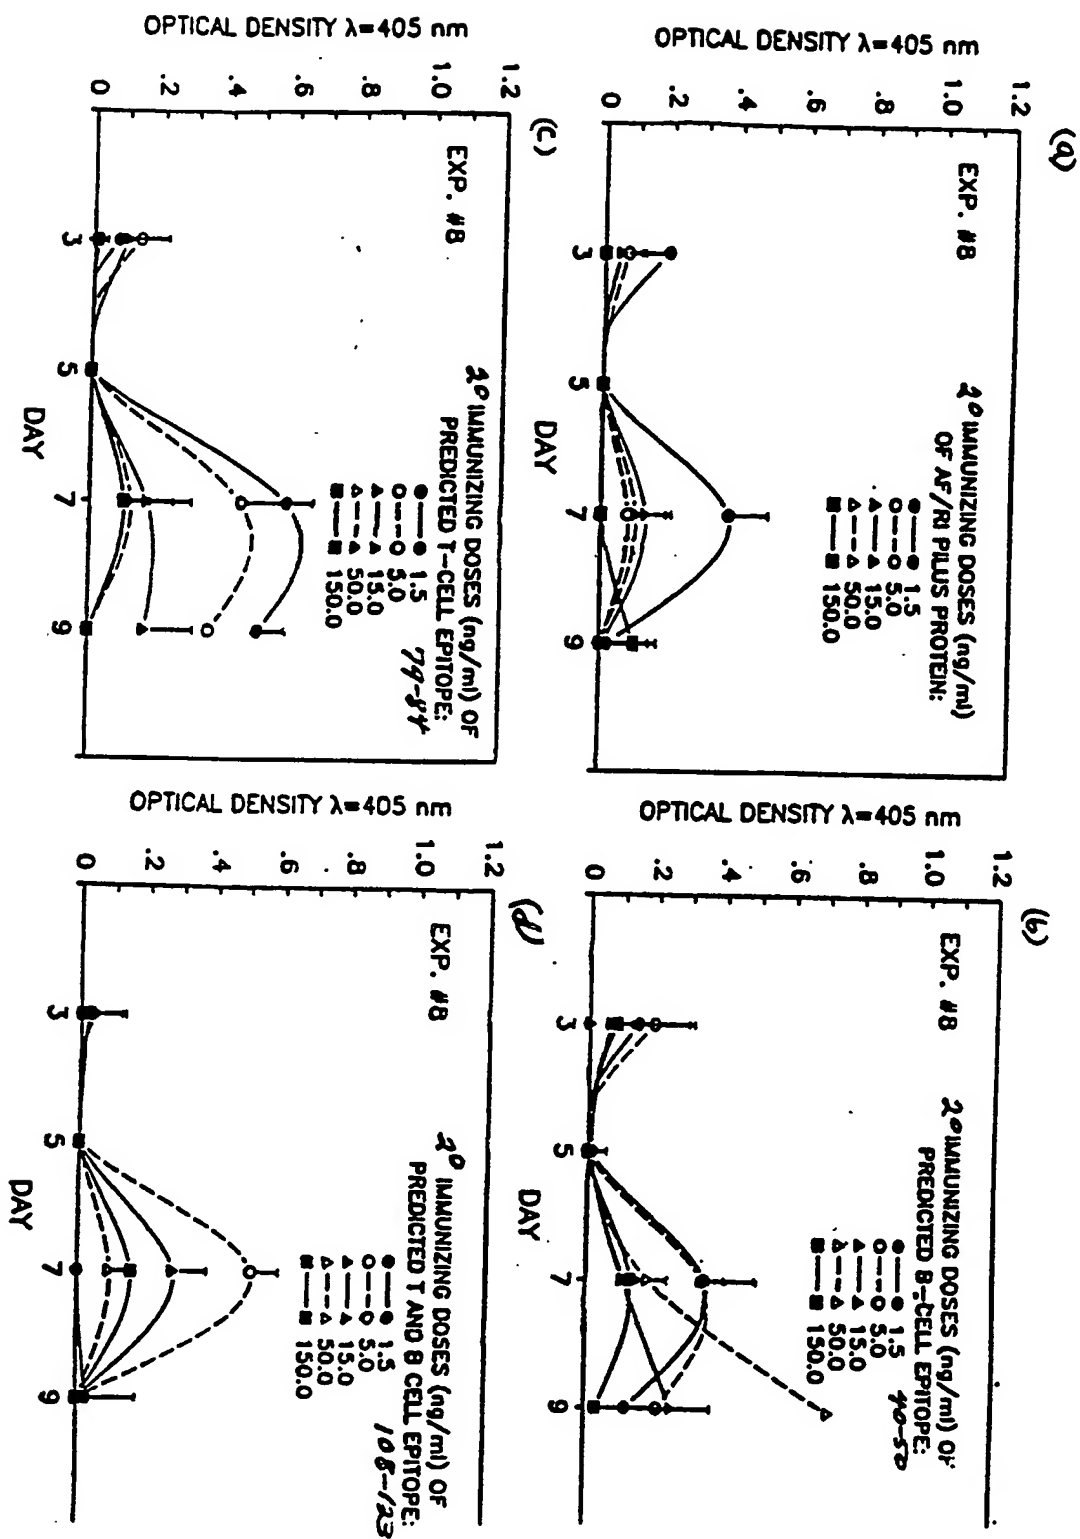 (a)
OPTICAL DENSITY λ=405 nm
1.2
1.0
.8
.6
.4
.2
0
EXP. #8
2° IMMUNIZING DOSES (ng/ml)
OF AF/RI PILUS PROTEIN:
1.5
5.0
15.0
50.0
150.0
3
5
7
9
DAY
(b)
OPTICAL DENSITY λ=405 nm
1.2
1.0
.8
.6
.4
.2
0
EXP. #8
2° IMMUNIZING DOSES (ng/ml) OF
PREDICTED B-CELL EPITOPE:
40-50
1.5
5.0
15.0
50.0
150.0
3
5
7
9
DAY
(c)
OPTICAL DENSITY λ=405 nm
1.2
1.0
.8
.6
.4
.2
0
EXP. #8
2° IMMUNIZING DOSES (ng/ml) OF
PREDICTED T-CELL EPITOPE:
79-84
1.5
5.0
15.0
50.0
150.0
3
5
7
9
DAY
(d)
OPTICAL DENSITY λ=405 nm
1.2
1.0
.8
.6
.4
.2
0
EXP. #8
2° IMMUNIZING DOSES (ng/ml) OF
PREDICTED T AND B CELL EPITOPE:
108-123
1.5
5.0
15.0
50.0
150.0
3
5
7
9
DAY